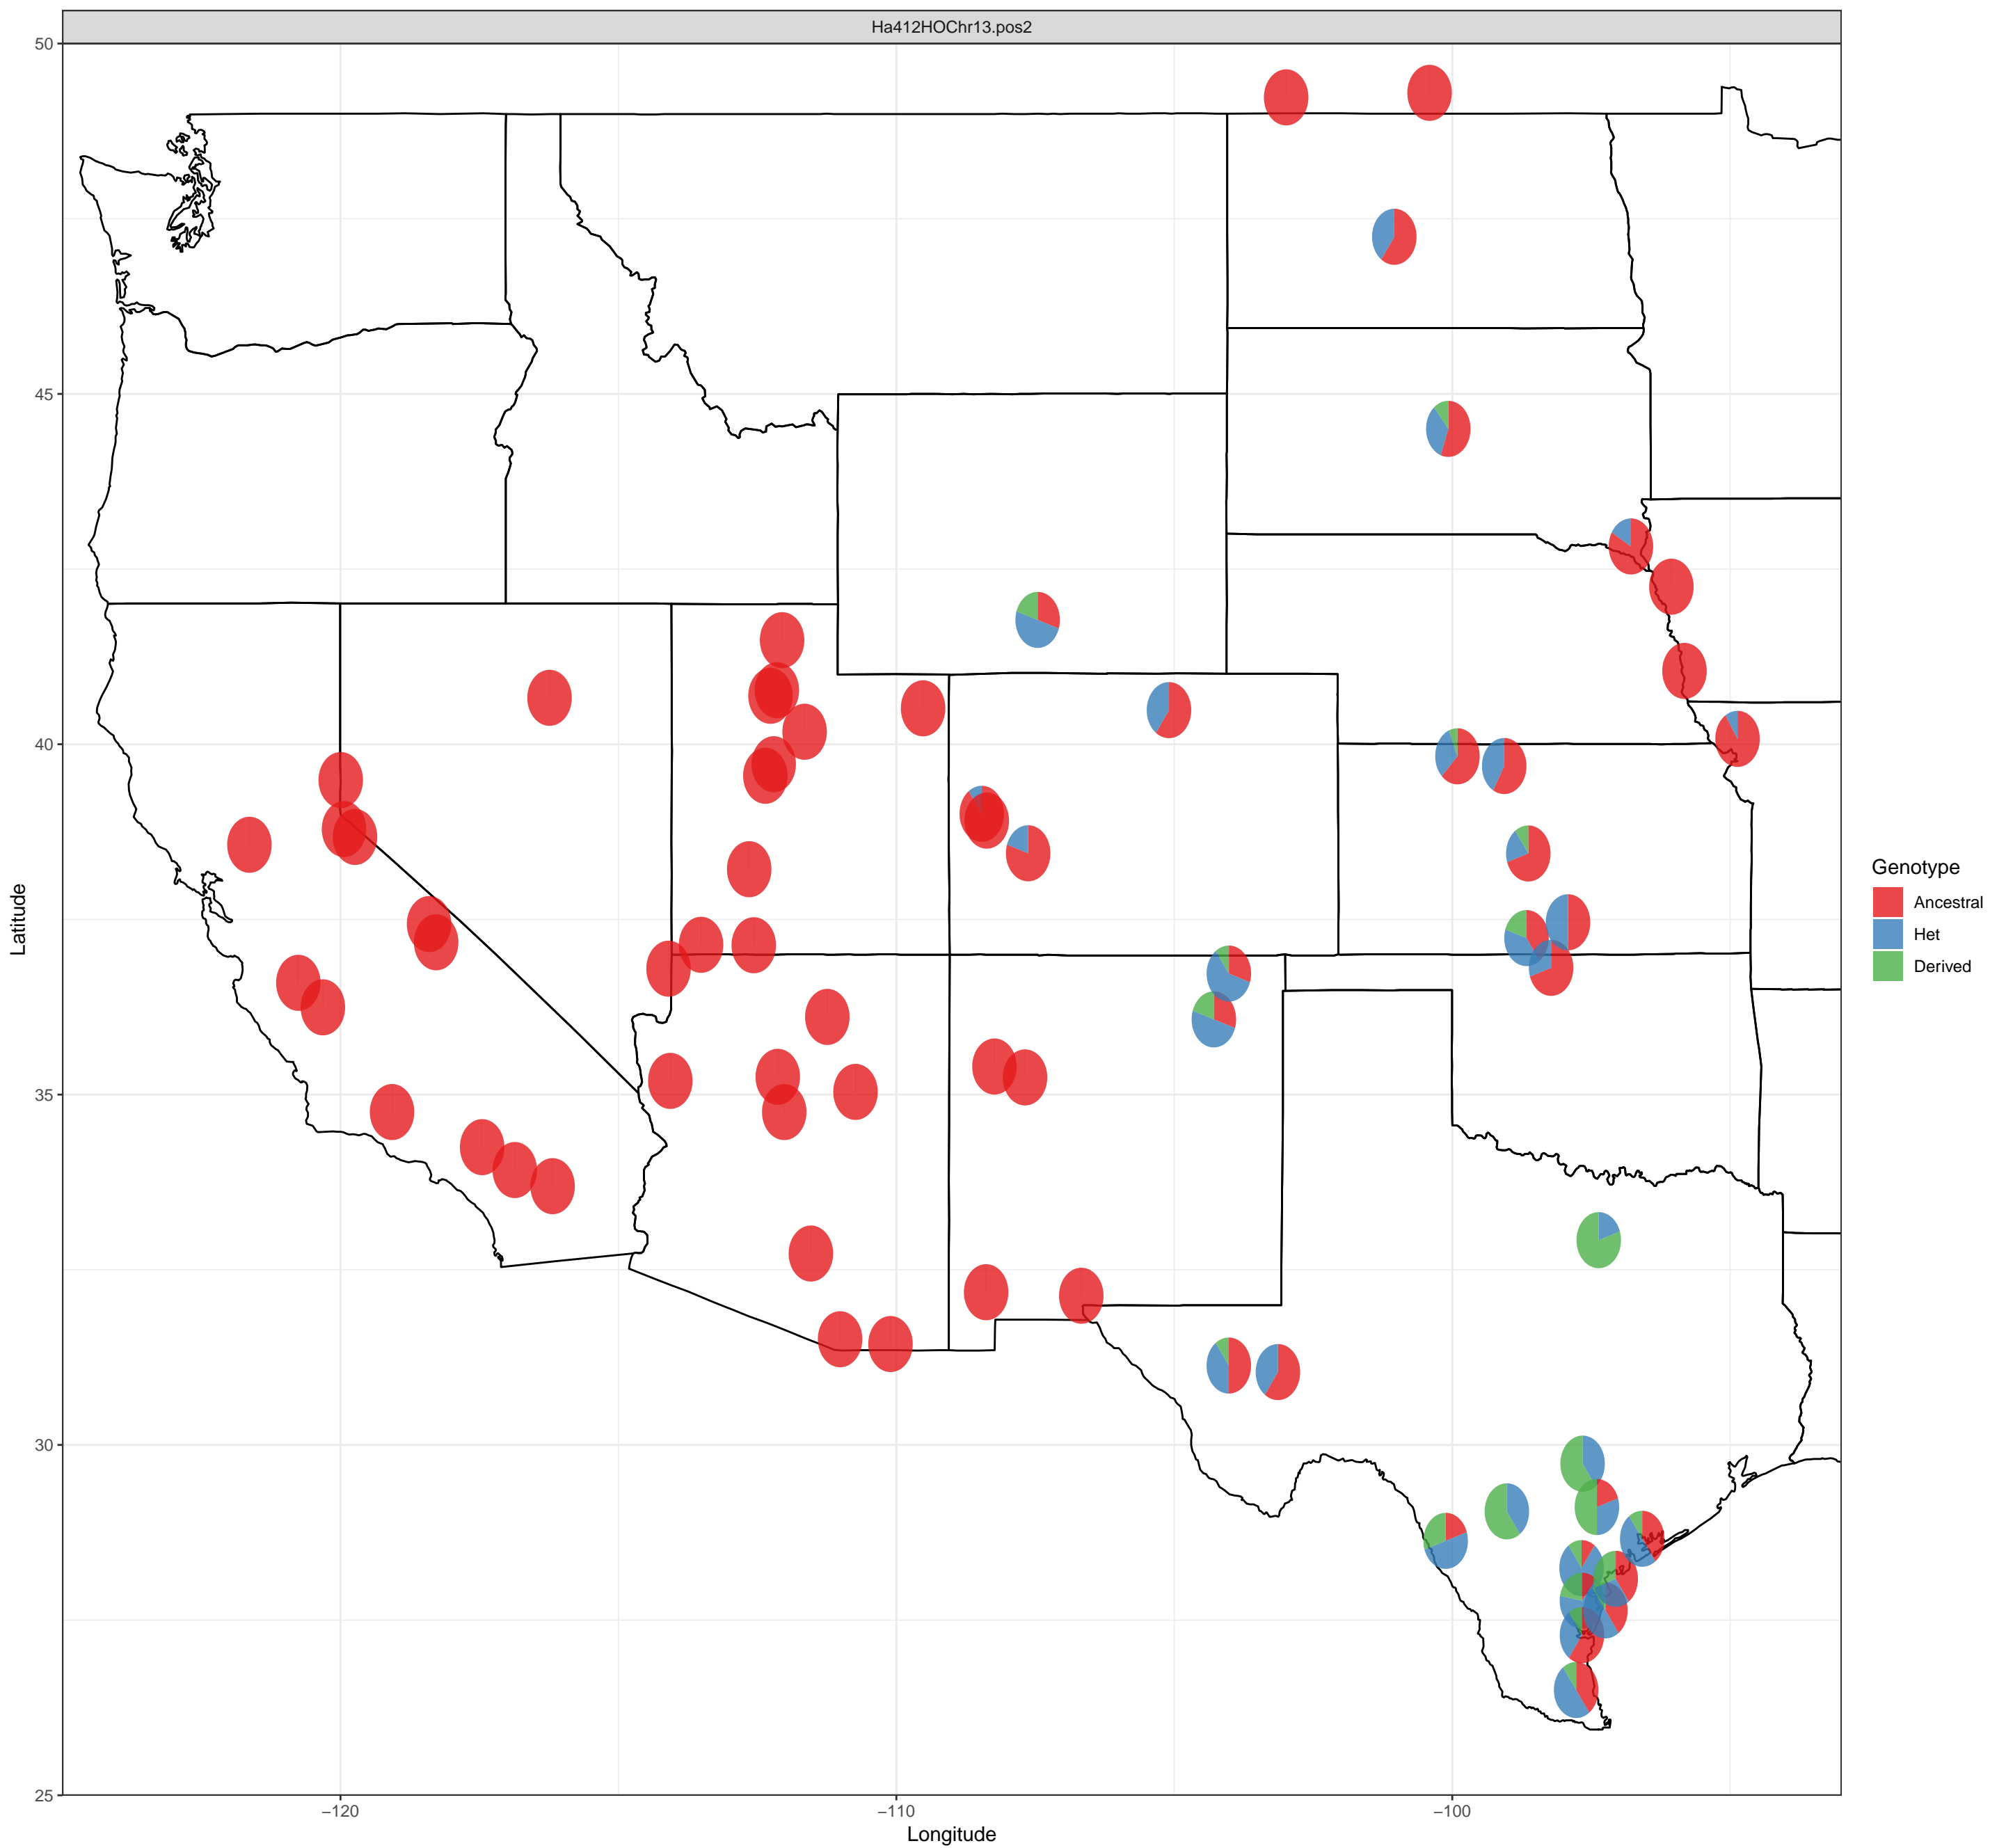 Ha412HOChr13.pos2
50
45
40
35
30
25
Latitude
−120
−110
−100
Longitude
Genotype
Ancestral
Het
Derived